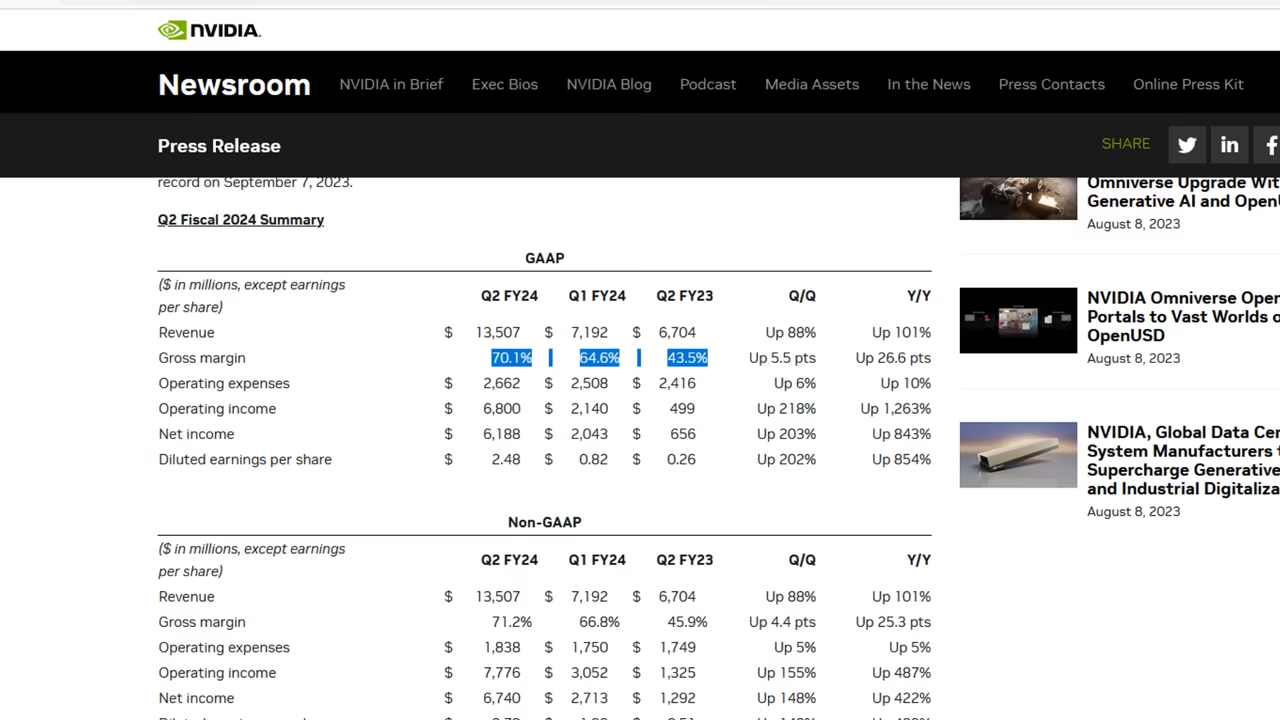 NVIDIA.
Newsroom NVIDIA in Brief Exec Bios NVIDIA Blog Podcast Media Assets In the News Press Contacts Online Press Kit
Press Release SHARE
record on September 7, 2023.
Q2 Fiscal 2024 Summary
GAAP
($ in millions, except earnings per share) Q2 FY24 Q1 FY24 Q2 FY23 Q/Q Y/Y
Revenue $ 13,507 $ 7,192 $ 6,704 Up 88% Up 101%
Gross margin 70.1% 64.6% 43.5% Up 5.5 pts Up 26.6 pts
Operating expenses $ 2,662 $ 2,508 $ 2,416 Up 6% Up 10%
Operating income $ 6,800 $ 2,140 $ 499 Up 218% Up 1,263%
Net income $ 6,188 $ 2,043 $ 656 Up 203% Up 843%
Diluted earnings per share $ 2.48 $ 0.82 $ 0.26 Up 202% Up 854%
Non-GAAP
($ in millions, except earnings per share) Q2 FY24 Q1 FY24 Q2 FY23 Q/Q Y/Y
Revenue $ 13,507 $ 7,192 $ 6,704 Up 88% Up 101%
Gross margin 71.2% 66.8% 45.9% Up 4.4 pts Up 25.3 pts
Operating expenses $ 1,838 $ 1,750 $ 1,749 Up 5% Up 5%
Operating income $ 7,776 $ 3,052 $ 1,325 Up 155% Up 487%
Net income $ 6,740 $ 2,713 $ 1,292 Up 148% Up 422%
Omniverse Upgrade Wit
Generative AI and Open
August 8, 2023
NVIDIA Omniverse Open
Portals to Vast Worlds o
OpenUSD
August 8, 2023
NVIDIA, Global Data Cen
System Manufacturers t
Supercharge Generative
and Industrial Digitaliza
August 8, 2023